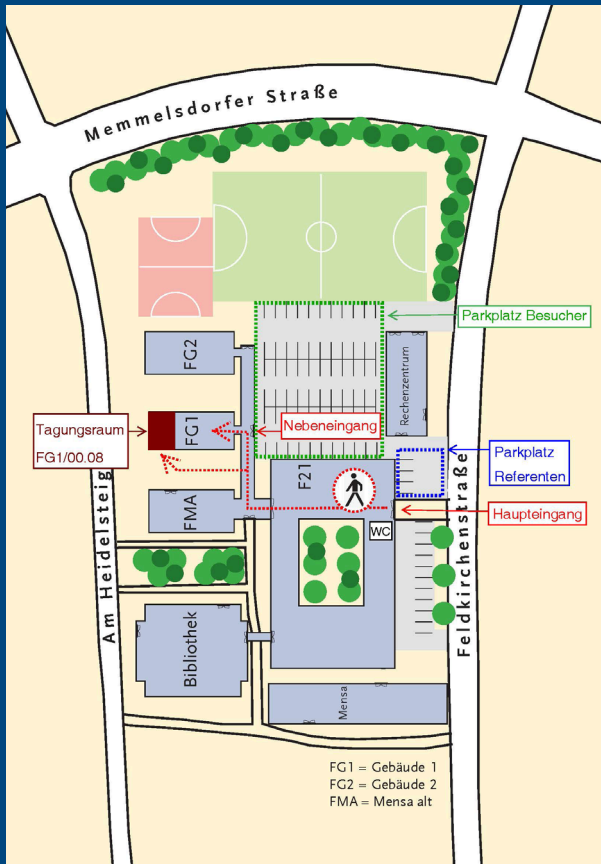 Memmelsdorfer Straße
Parkplatz Besucher
FG2
Rechenzentrum
Tagungsraum
FG1/00.08
FG1
Nebeneingang
Parkplatz
Referenten
F21
FMA
WC
Haupteingang
Am Heidelsteig
Feldkirchenstraße
Bibliothek
Mensa
FG1 = Gebäude 1
FG2 = Gebäude 2
FMA = Mensa alt